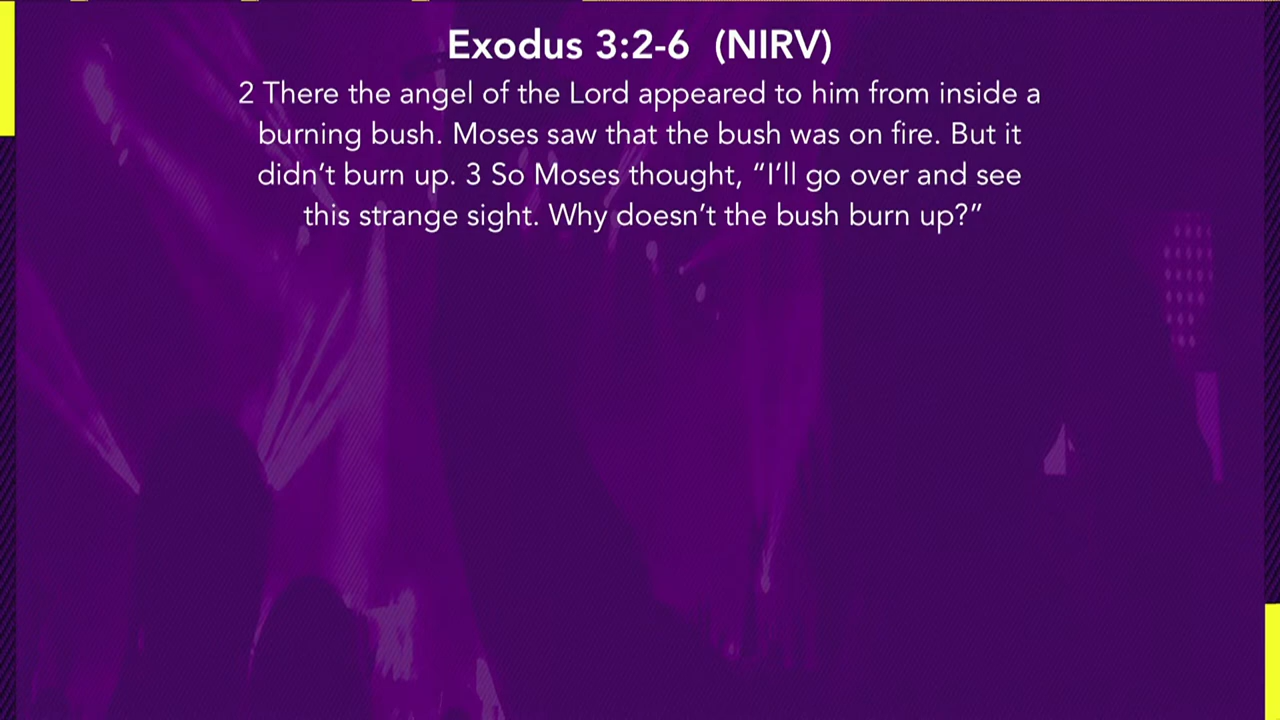 Exodus 3:2-6 (NIRV)
2 There the angel of the Lord appeared to him from inside a
burning bush. Moses saw that the bush was on fire. But it
didn’t burn up. 3 So Moses thought, “I’ll go over and see
this strange sight. Why doesn’t the bush burn up?”